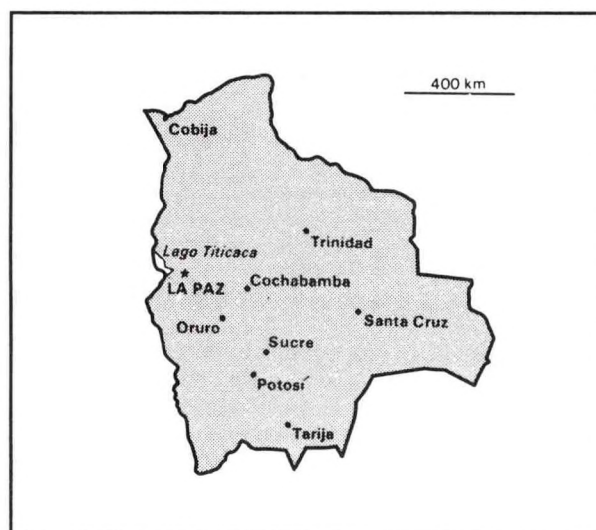 400 km
Cobija
Trinidad
Lago Titicaca
LA PAZ
Cochabamba
Oruro
Santa Cruz
Sucre
Potosí
Tarija